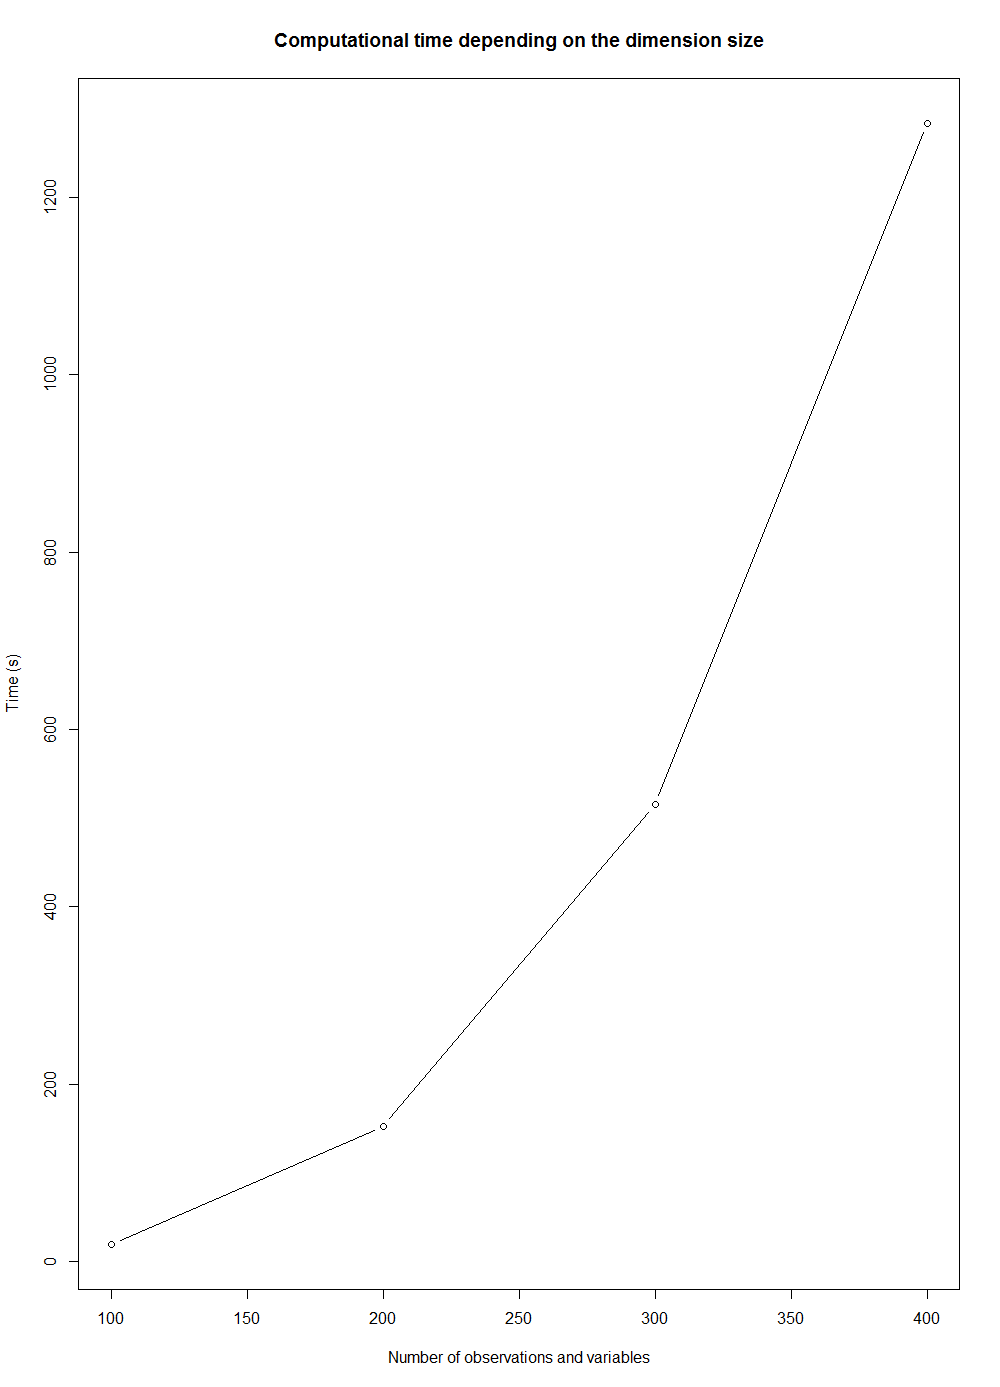 Computational time depending on the dimension size
1200
1000
800
600
400
200
0
Time (s)
100 150 200 250 300 350 400
Number of observations and variables